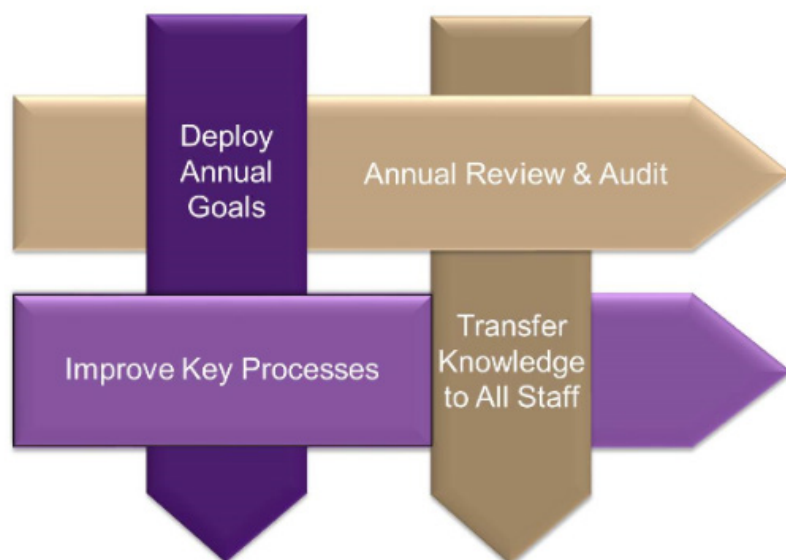 Deploy
Annual
Goals
Annual Review & Audit
Improve Key Processes
Transfer
Knowledge
to All Staff